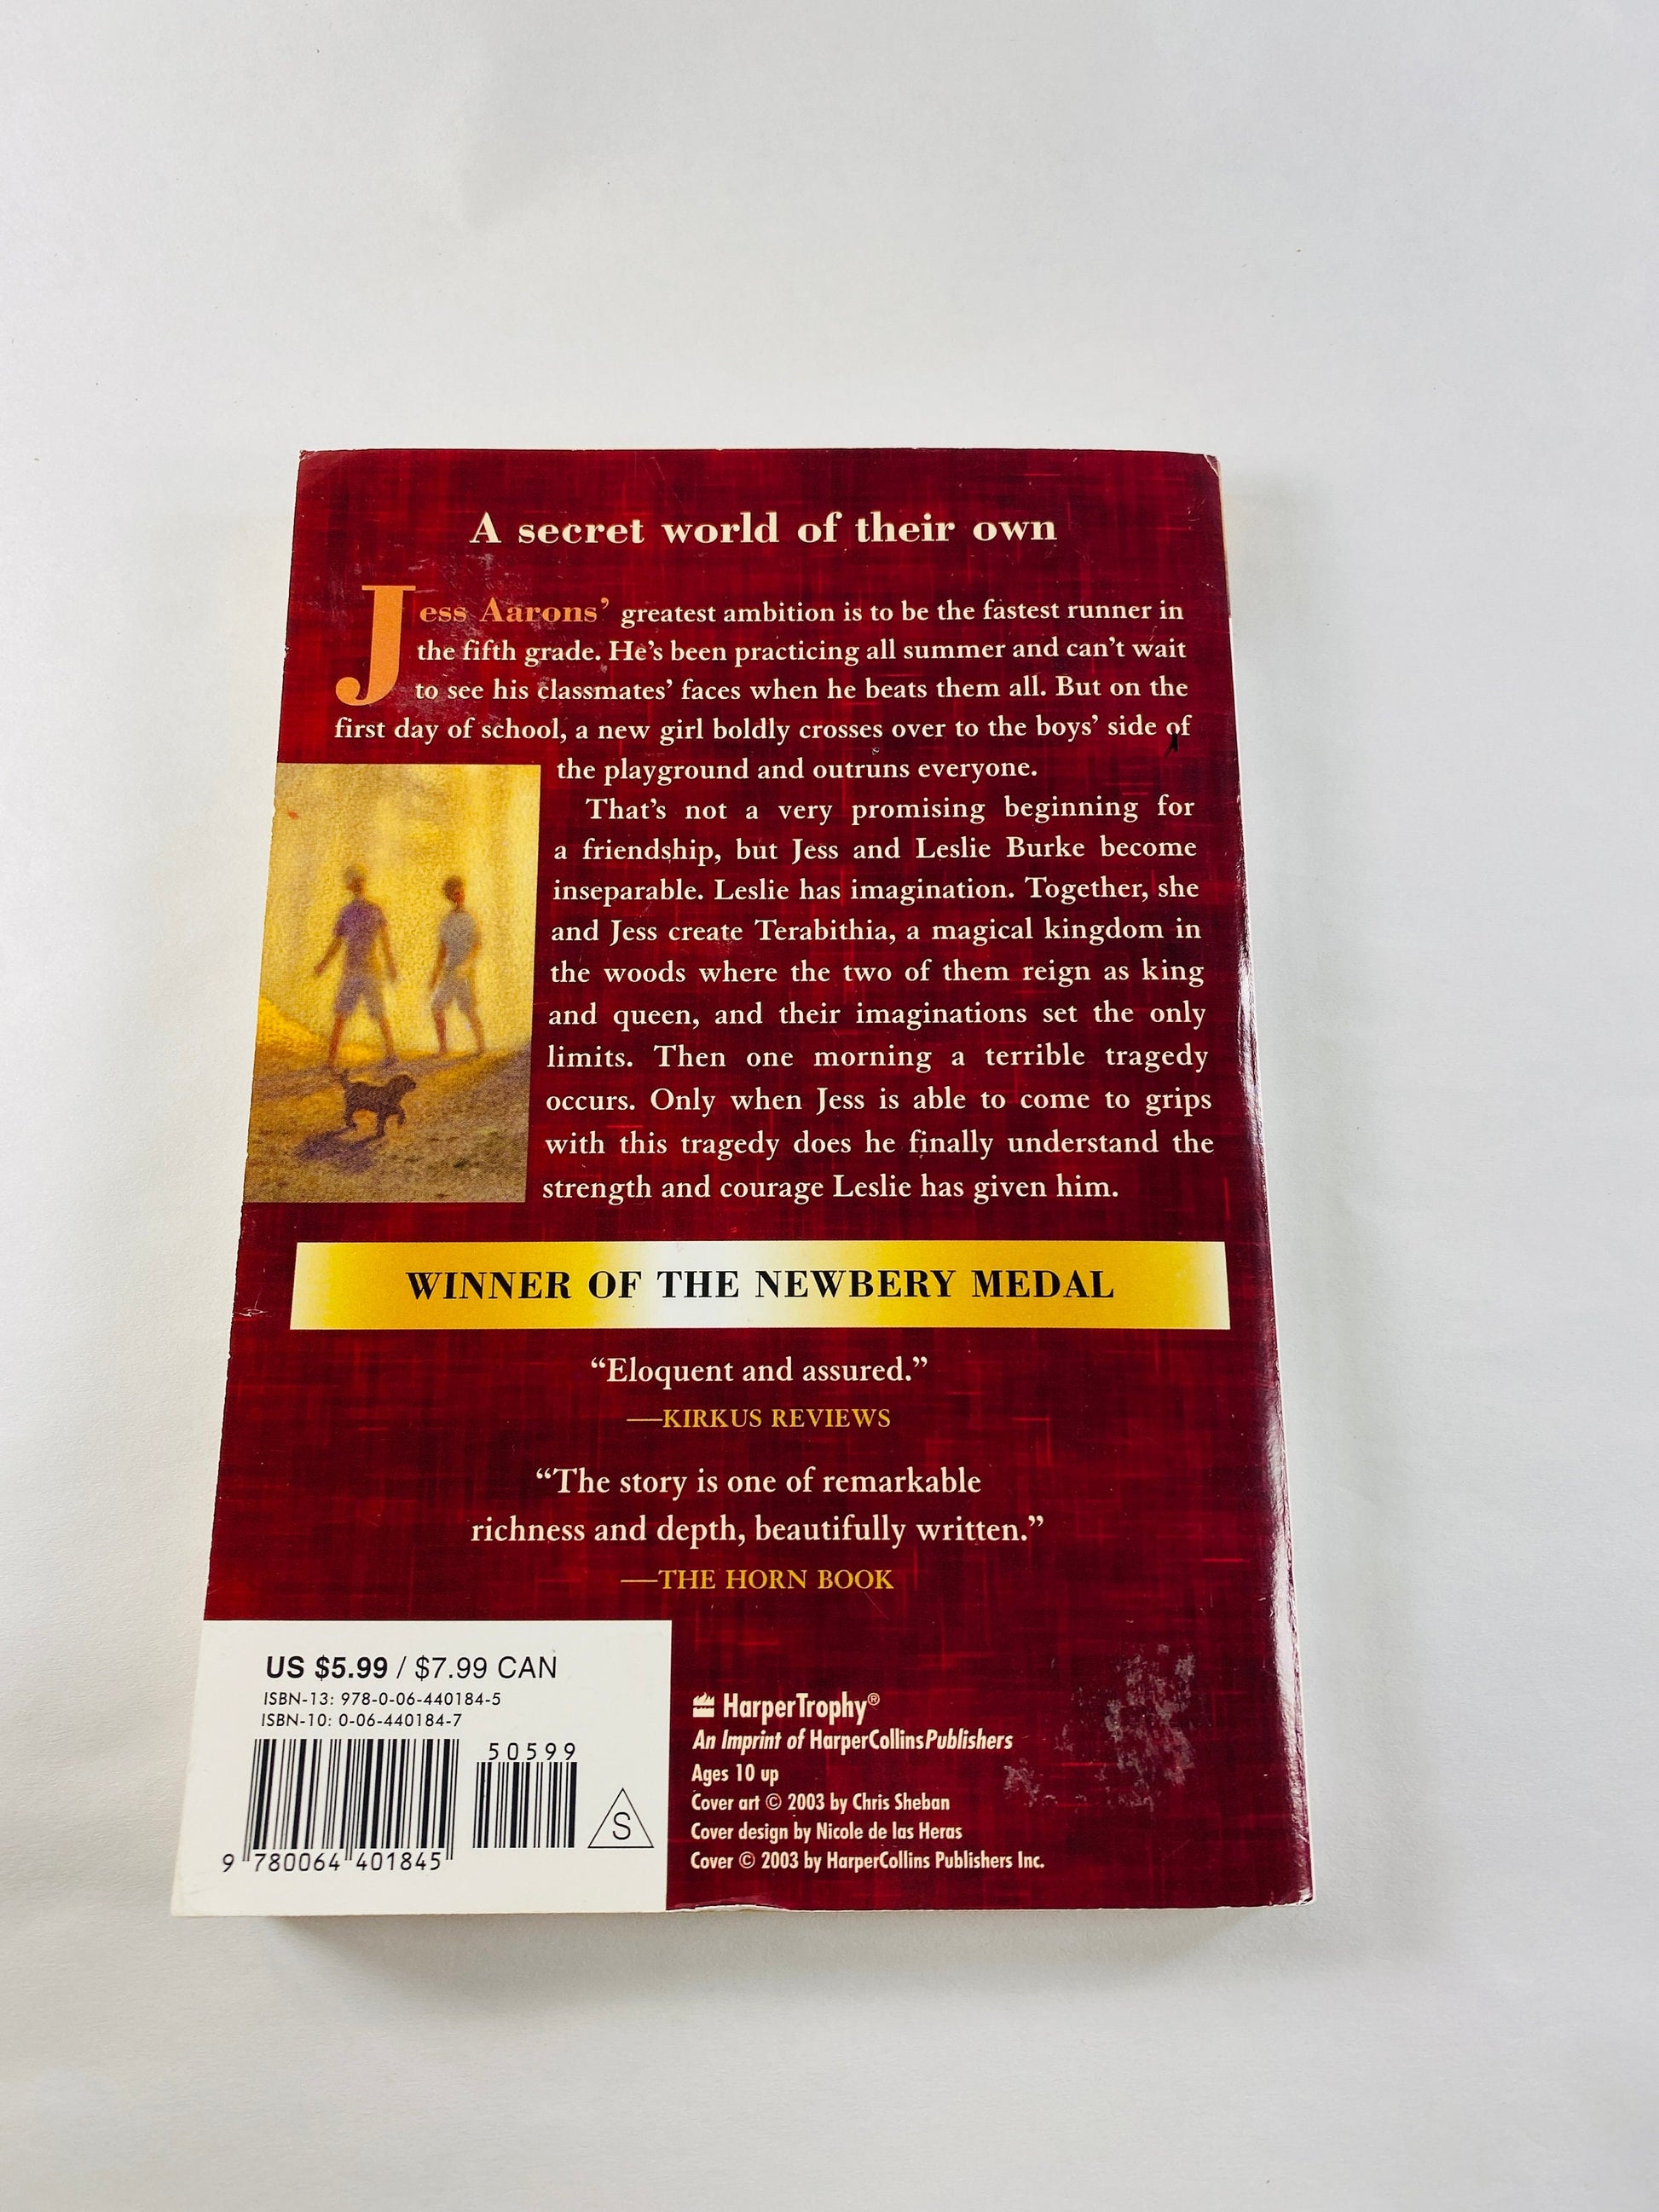 A secret world of their own
Jess Aarons’ greatest ambition is to be the fastest runner in
the fifth grade. He’s been practicing all summer and can’t wait
to see his classmates’ faces when he beats them all. But on the
first day of school, a new girl boldly crosses over to the boys’ side of
the playground and outruns everyone.
That’s not a very promising beginning for
a friendship, but Jess and Leslie Burke become
inseparable. Leslie has imagination. Together, she
and Jess create Terabithia, a magical kingdom in
the woods where the two of them reign as king
and queen, and their imaginations set the only
limits. Then one morning a terrible tragedy
occurs. Only when Jess is able to come to grips
with this tragedy does he finally understand the
strength and courage Leslie has given him.
WINNER OF THE NEWBERY MEDAL
“Eloquent and assured.”
—KIRKUS REVIEWS
“The story is one of remarkable
richness and depth, beautifully written.”
—THE HORN BOOK
US $5.99 / $7.99 CAN
ISBN-13: 978-0-06-440184-5
ISBN-10: 0-06-440184-7
50599
9 780064 401845
S
HarperTrophy®
An Imprint of HarperCollinsPublishers
Ages 10 up
Cover art © 2003 by Chris Sheban
Cover design by Nicole de las Heras
Cover © 2003 by HarperCollins Publishers Inc.